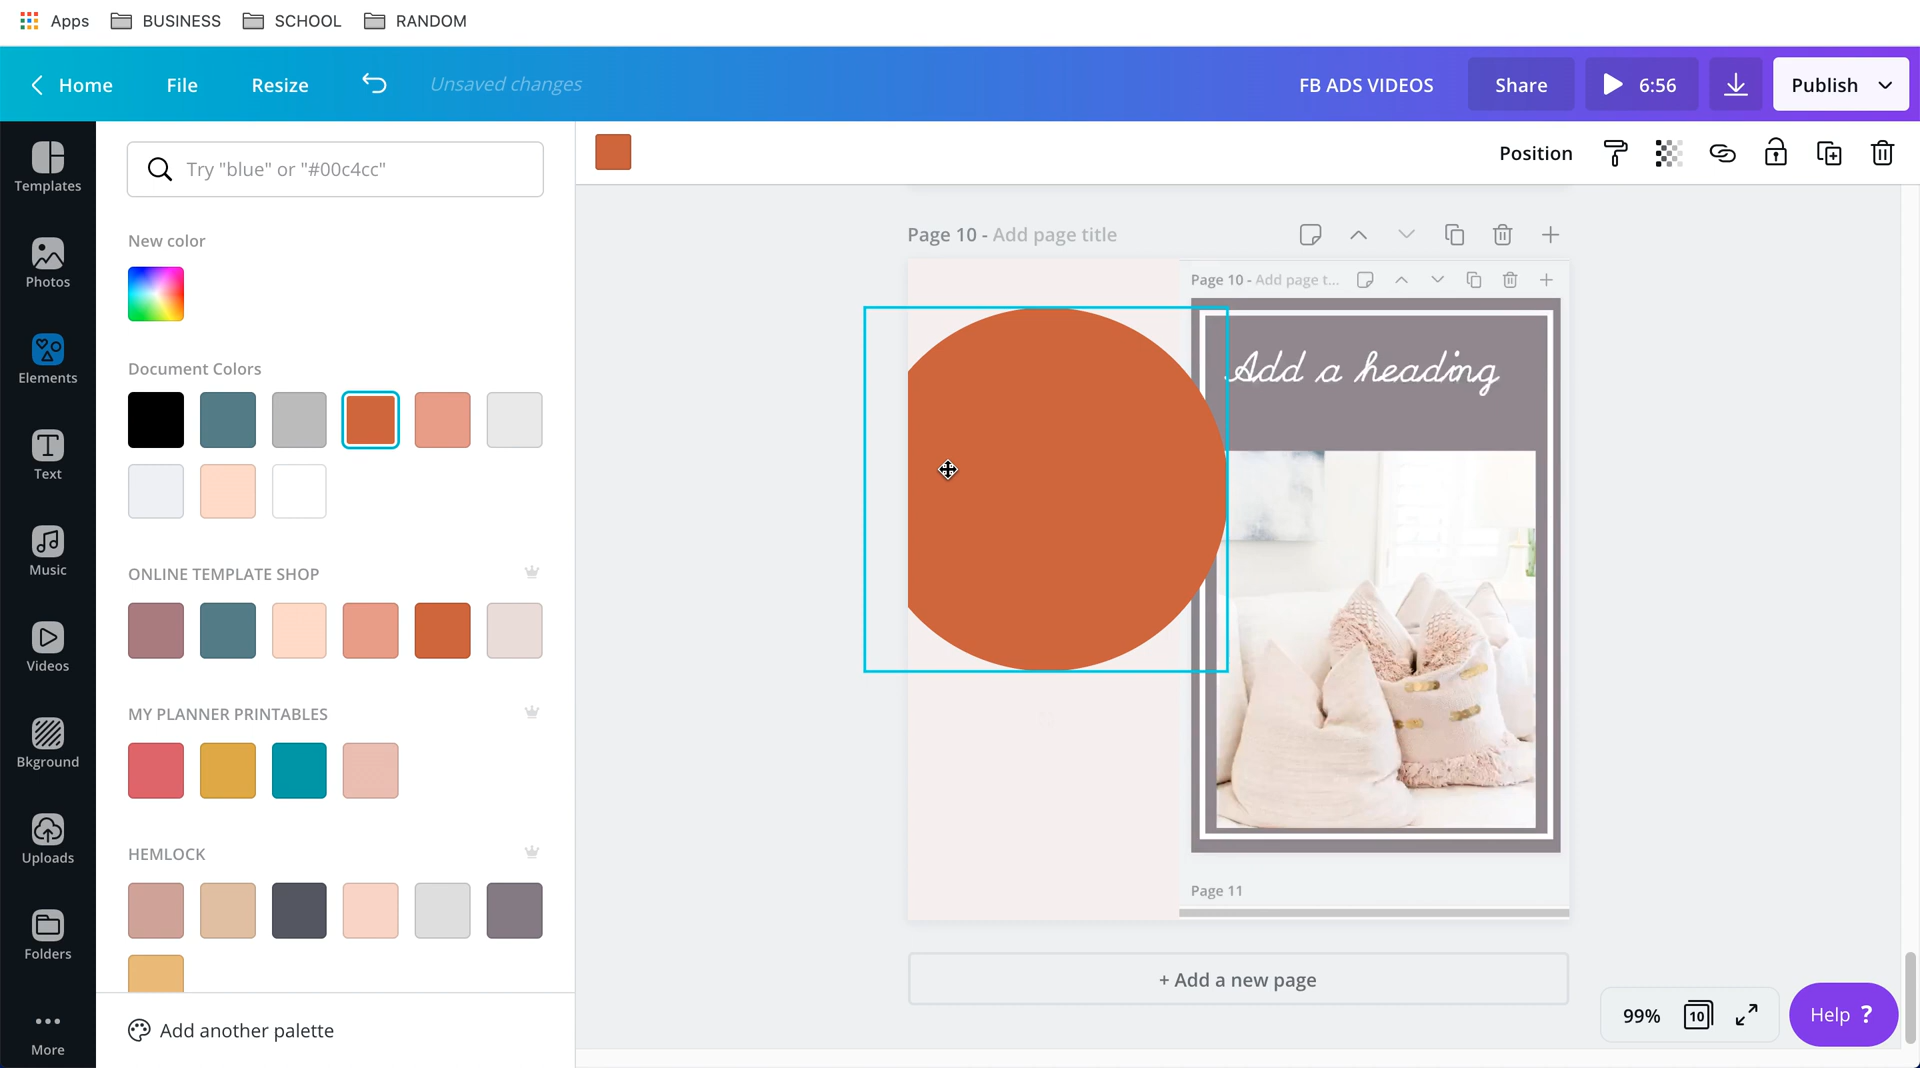 Apps BUSINESS SCHOOL RANDOM
Home File Resize Unsaved changes FB ADS VIDEOS Share 6:56 Publish
Position
Templates
Photos
Elements
Text
Music
Videos
Bkground
Uploads
Folders
More
Try "blue" or "#00c4cc"
New color
Document Colors
ONLINE TEMPLATE SHOP
MY PLANNER PRINTABLES
HEMLOCK
Add another palette
Page 10 - Add page title
Page 10 - Add page t...
Add a heading
Page 11
+ Add a new page
99% 10 Help ?